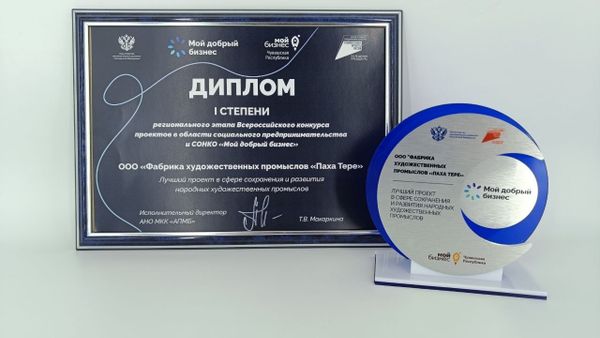 Мой добрый
бизнес
мой
бизнес
Чувашская
Республика
ДИПЛОМ
I СТЕПЕНИ
регионального этапа Всероссийского конкурса
проектов в области социального предпринимательства
и СОНКО «Мой добрый бизнес»
ООО «Фабрика художественных промыслов «Паха Тере»
Лучший проект в сфере сохранения и развития
народных художественных промыслов
Исполнительный директор
АНО МКК «АПМБ»
Т.В. Макаркина
ООО "ФАБРИКА
ХУДОЖЕСТВЕННЫХ
ПРОМЫСЛОВ «ПАХА ТЕРЕ»
Мой добрый
бизнес
ЛУЧШИЙ ПРОЕКТ
В СФЕРЕ СОХРАНЕНИЯ
И РАЗВИТИЯ НАРОДНЫХ
ХУДОЖЕСТВЕННЫХ
ПРОМЫСЛОВ
мой
бизнес
Чувашская
Республика